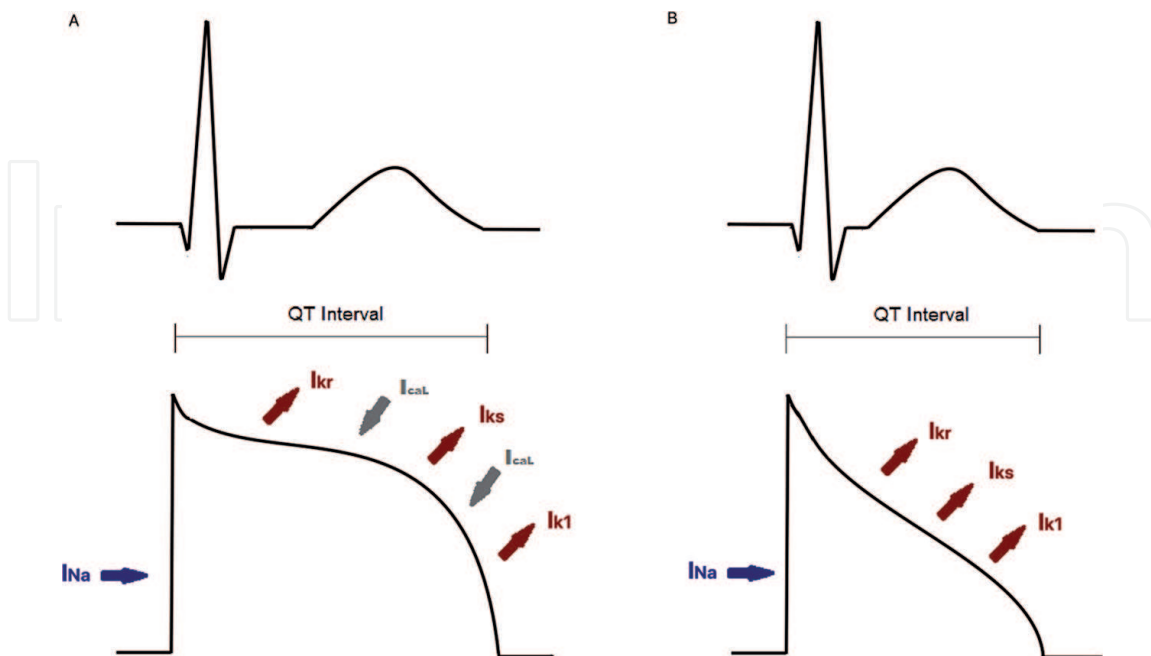 A
B
QT Interval
QT Interval
Ikr
IcaL
Iks
IcaL
Ik1
INa
Ikr
Iks
Ik1
INa